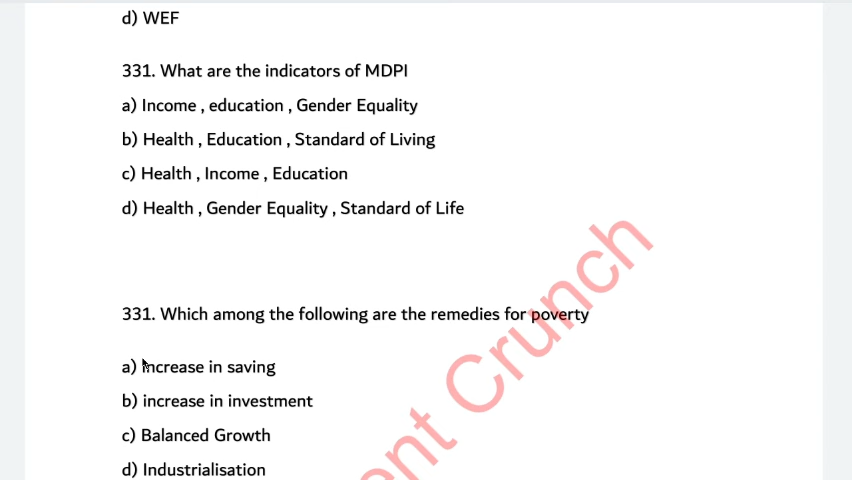 d) WEF
331. What are the indicators of MDPI
a) Income , education , Gender Equality
b) Health , Education , Standard of Living
c) Health , Income , Education
d) Health , Gender Equality , Standard of Life
331. Which among the following are the remedies for poverty
a) increase in saving
b) increase in investment
c) Balanced Growth
d) Industrialisation
ent Crunch